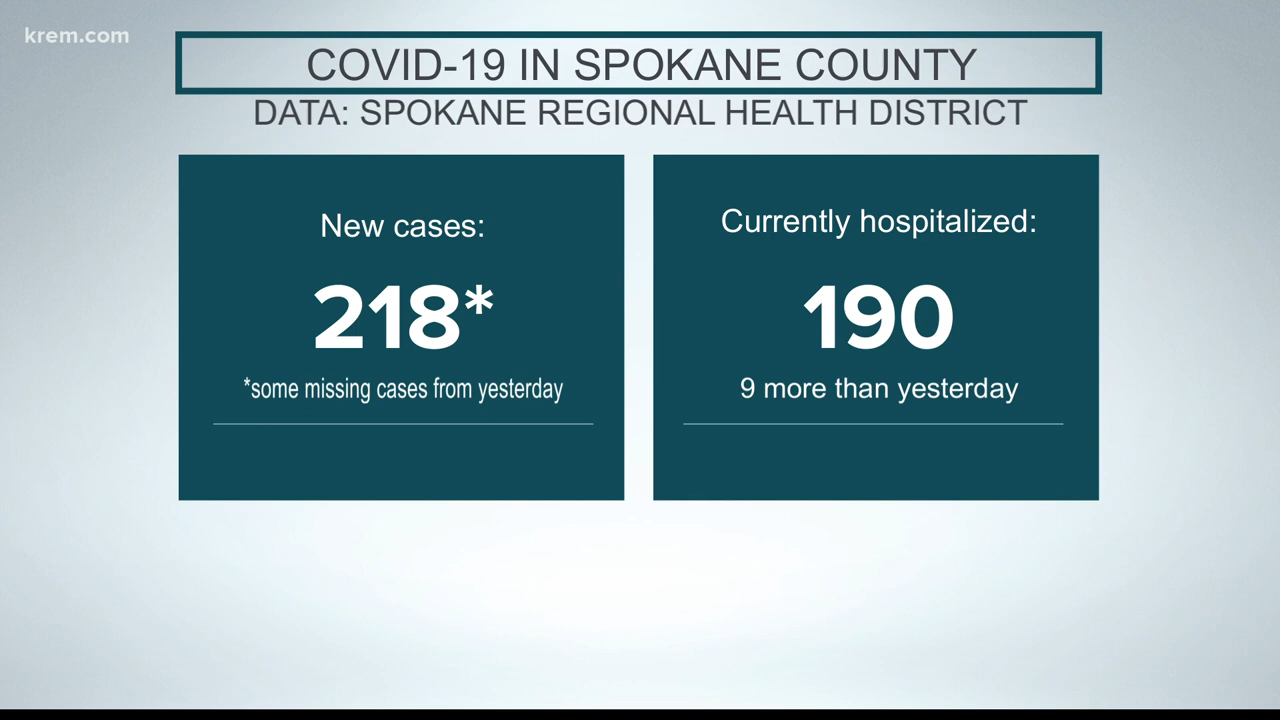 krem.com
COVID-19 IN SPOKANE COUNTY
DATA: SPOKANE REGIONAL HEALTH DISTRICT
New cases:
218*
*some missing cases from yesterday
Currently hospitalized:
190
9 more than yesterday